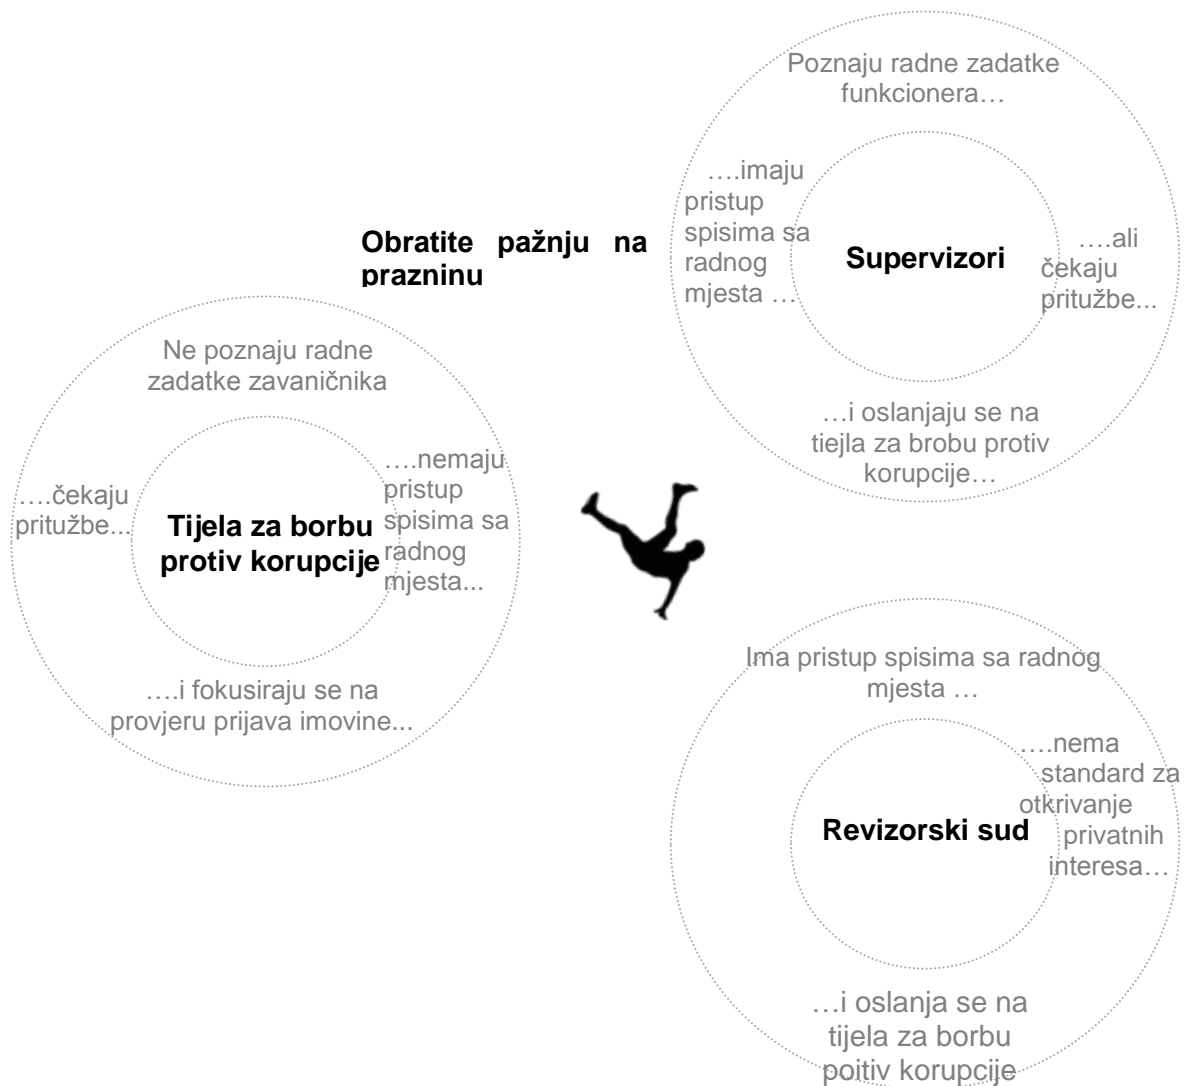 Poznaju radne zadatke
funkcionera…
….imaju
pristup
spisima sa
radnog
mjesta …
Supervizori
….ali
čekaju
pritužbe...
…i oslanjaju se na
tiejla za brobu protiv
korupcije…
Obratite pažnju na
prazninu
Ne poznaju radne
zadatke zavaničnika
….čekaju
pritužbe...
Tijela za borbu
protiv korupcije
….nemaju
pristup
spisima sa
radnog
mjesta...
….i fokusiraju se na
provjeru prijava imovine...
Ima pristup spisima sa radnog
mjesta …
Revizorski sud
….nema
standard za
otkrivanje
privatnih
interesa…
…i oslanja se na
tijela za borbu
poitiv korupcije